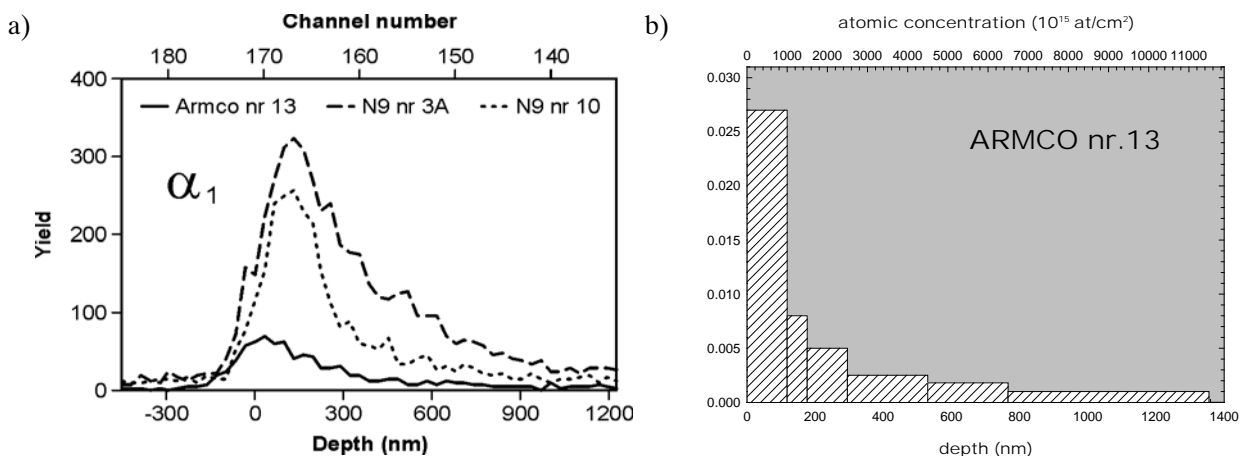 a)
Channel number
180 170 160 150 140
400
300
200
100
0
Yield
Armco nr 13 N9 nr 3A N9 nr 10
α1
-300 0 300 600 900 1200
Depth (nm)
b)
atomic concentration (10¹⁵ at/cm²)
0 1000 2000 3000 4000 5000 6000 7000 8000 9000 10000 11000
0.030
0.025
0.020
0.015
0.010
0.005
0.000
ARMCO nr.13
0 200 400 600 800 1000 1200 1400
depth (nm)